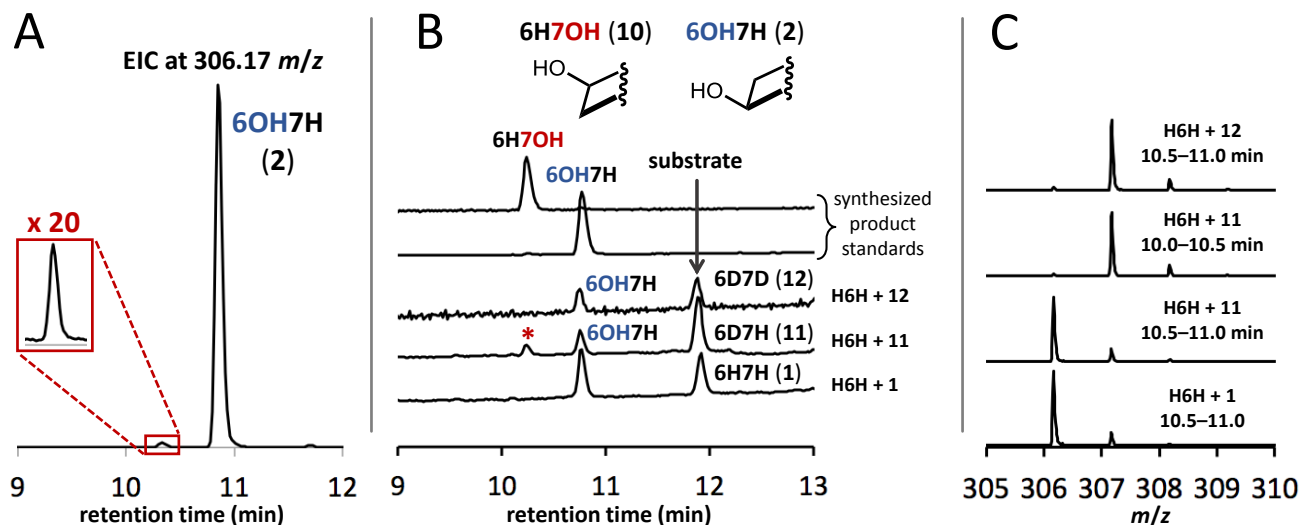 A
EIC at 306.17 m/z
6OH7H
(2)
x 20
9 10 11 12
retention time (min)
B
6H7OH (10) 6OH7H (2)
HO
HO
6H7OH
6OH7H
substrate
synthesized
product
standards
6OH7H
6D7D (12)
H6H + 12
*
6OH7H
6D7H (11)
H6H + 11
6H7H (1)
H6H + 1
9 10 11 12 13
retention time (min)
C
H6H + 12
10.5–11.0 min
H6H + 11
10.0–10.5 min
H6H + 11
10.5–11.0 min
H6H + 1
10.5–11.0
305 306 307 308 309 310
m/z